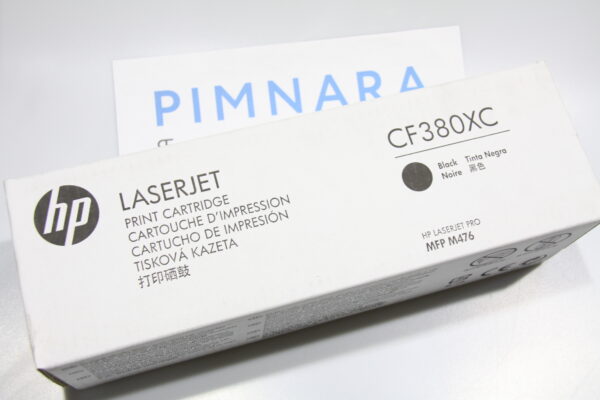 PIMNARA
hp
LASERJET
PRINT CARTRIDGE
CARTOUCHE D'IMPRESSION
CARTUCHO DE IMPRESIÓN
TISKOVÁ KAZETA
打印硒鼓
CF380XC
Black Tinta Negra
Noire 黑色
HP LASERJET PRO
MFP M476